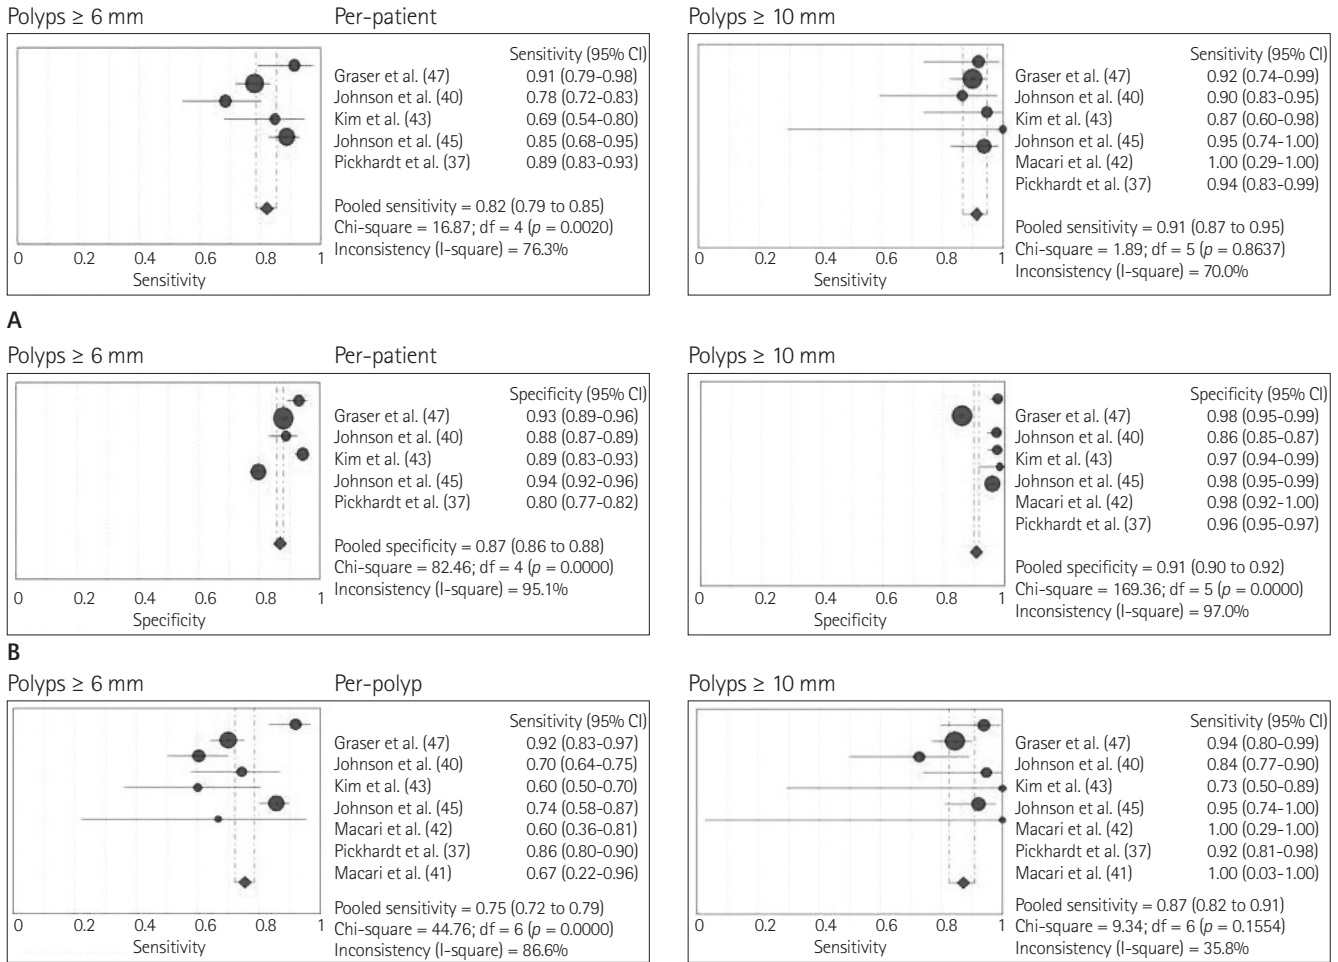 Polyps ≥ 6 mm Per-patient
Sensitivity (95% CI)
Graser et al. (47) 0.91 (0.79-0.98)
Johnson et al. (40) 0.78 (0.72-0.83)
Kim et al. (43) 0.69 (0.54-0.80)
Johnson et al. (45) 0.85 (0.68-0.95)
Pickhardt et al. (37) 0.89 (0.83-0.93)
Pooled sensitivity = 0.82 (0.79 to 0.85)
Chi-square = 16.87; df = 4 (p = 0.0020)
Inconsistency (I-square) = 76.3%
0 0.2 0.4 0.6 0.8 1
Sensitivity
Polyps ≥ 10 mm
Sensitivity (95% CI)
Graser et al. (47) 0.92 (0.74-0.99)
Johnson et al. (40) 0.90 (0.83-0.95)
Kim et al. (43) 0.87 (0.60-0.98)
Johnson et al. (45) 0.95 (0.74-1.00)
Macari et al. (42) 1.00 (0.29-1.00)
Pickhardt et al. (37) 0.94 (0.83-0.99)
Pooled sensitivity = 0.91 (0.87 to 0.95)
Chi-square = 1.89; df = 5 (p = 0.8637)
Inconsistency (I-square) = 70.0%
0 0.2 0.4 0.6 0.8 1
Sensitivity
A
Polyps ≥ 6 mm Per-patient
Specificity (95% CI)
Graser et al. (47) 0.93 (0.89-0.96)
Johnson et al. (40) 0.88 (0.87-0.89)
Kim et al. (43) 0.89 (0.83-0.93)
Johnson et al. (45) 0.94 (0.92-0.96)
Pickhardt et al. (37) 0.80 (0.77-0.82)
Pooled specificity = 0.87 (0.86 to 0.88)
Chi-square = 82.46; df = 4 (p = 0.0000)
Inconsistency (I-square) = 95.1%
0 0.2 0.4 0.6 0.8 1
Specificity
Polyps ≥ 10 mm
Specificity (95% CI)
Graser et al. (47) 0.98 (0.95-0.99)
Johnson et al. (40) 0.86 (0.85-0.87)
Kim et al. (43) 0.97 (0.94-0.99)
Johnson et al. (45) 0.98 (0.95-0.99)
Macari et al. (42) 0.98 (0.92-1.00)
Pickhardt et al. (37) 0.96 (0.95-0.97)
Pooled specificity = 0.91 (0.90 to 0.92)
Chi-square = 169.36; df = 5 (p = 0.0000)
Inconsistency (I-square) = 97.0%
0 0.2 0.4 0.6 0.8 1
Specificity
B
Polyps ≥ 6 mm Per-polyp
Sensitivity (95% CI)
Graser et al. (47) 0.92 (0.83-0.97)
Johnson et al. (40) 0.70 (0.64-0.75)
Kim et al. (43) 0.60 (0.50-0.70)
Johnson et al. (45) 0.74 (0.58-0.87)
Macari et al. (42) 0.60 (0.36-0.81)
Pickhardt et al. (37) 0.86 (0.80-0.90)
Macari et al. (41) 0.67 (0.22-0.96)
Pooled sensitivity = 0.75 (0.72 to 0.79)
Chi-square = 44.76; df = 6 (p = 0.0000)
Inconsistency (I-square) = 86.6%
0 0.2 0.4 0.6 0.8 1
Sensitivity
Polyps ≥ 10 mm
Sensitivity (95% CI)
Graser et al. (47) 0.94 (0.80-0.99)
Johnson et al. (40) 0.84 (0.77-0.90)
Kim et al. (43) 0.73 (0.50-0.89)
Johnson et al. (45) 0.95 (0.74-1.00)
Macari et al. (42) 1.00 (0.29-1.00)
Pickhardt et al. (37) 0.92 (0.81-0.98)
Macari et al. (41) 1.00 (0.03-1.00)
Pooled sensitivity = 0.87 (0.82 to 0.91)
Chi-square = 9.34; df = 6 (p = 0.1554)
Inconsistency (I-square) = 35.8%
0 0.2 0.4 0.6 0.8 1
Sensitivity